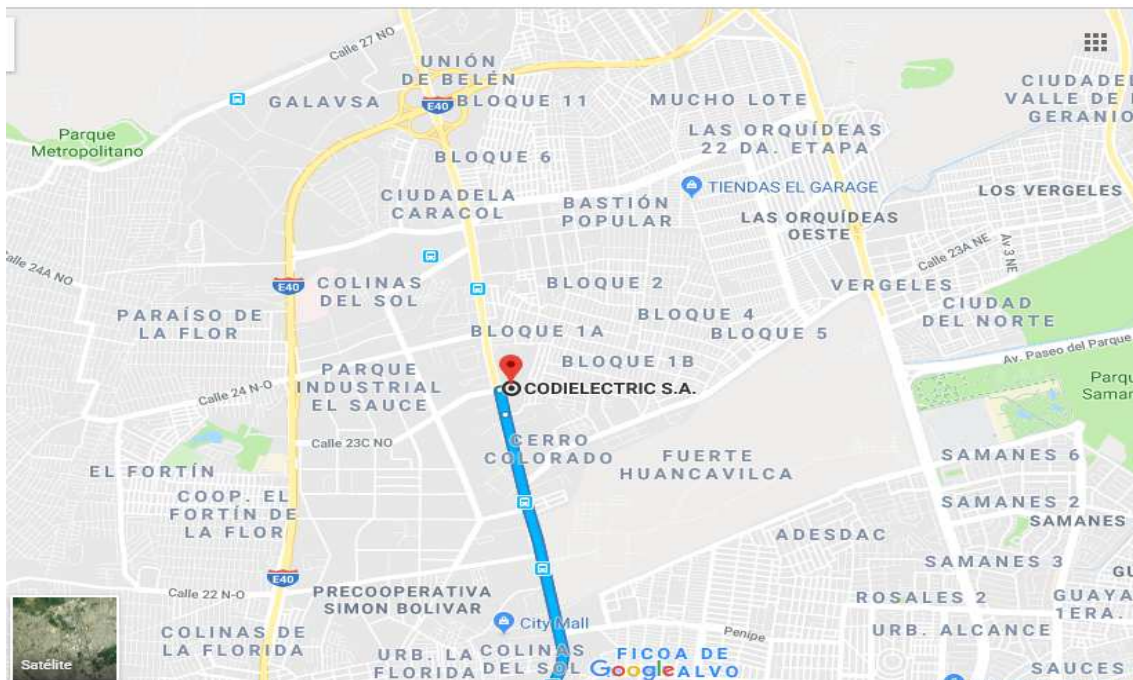 Calle 27 NO
UNIÓN
DE BELÉN
GALAVSA
E40
BLOQUE 11
MUCHO LOTE
CIUDADEL
VALLE DE
GERANIO
Parque
Metropolitano
LAS ORQUÍDEAS
22 DA. ETAPA
BLOQUE 6
CIUDADELA
CARACOL
BASTIÓN
POPULAR
TIENDAS EL GARAGE
LOS VERGELES
LAS ORQUÍDEAS
OESTE
Calle 23A NE
Av 3 NE
Calle 24A NO
E40
COLINAS
DEL SOL
BLOQUE 2
VERGELES
PARAÍSO DE
LA FLOR
BLOQUE 4
CIUDAD
DEL NORTE
BLOQUE 1A
BLOQUE 5
BLOQUE 1B
Av. Paseo del Parque
PARQUE
INDUSTRIAL
EL SAUCE
CODIELECTRIC S.A.
Calle 24 N-O
Parqu
Saman
Calle 23C NO
CERRO
COLORADO
FUERTE
HUANCAVILCA
SAMANES 6
EL FORTÍN
COOP. EL
FORTÍN DE
LA FLOR
SAMANES 2
SAMANES
ADESDAC
SAMANES 3
GU
E40
Calle 22 N-O
PRECOOPERATIVA
SIMON BOLIVAR
ROSALES 2
GUAYA
1ERA.
City Mall
Penipe
URB. ALCANCE
COLINAS DE
LA FLORIDA
Satélite
URB. LA
FLORIDA
COLINAS
DEL SOL
FICOA DE
ALVO
Google
SAUCES